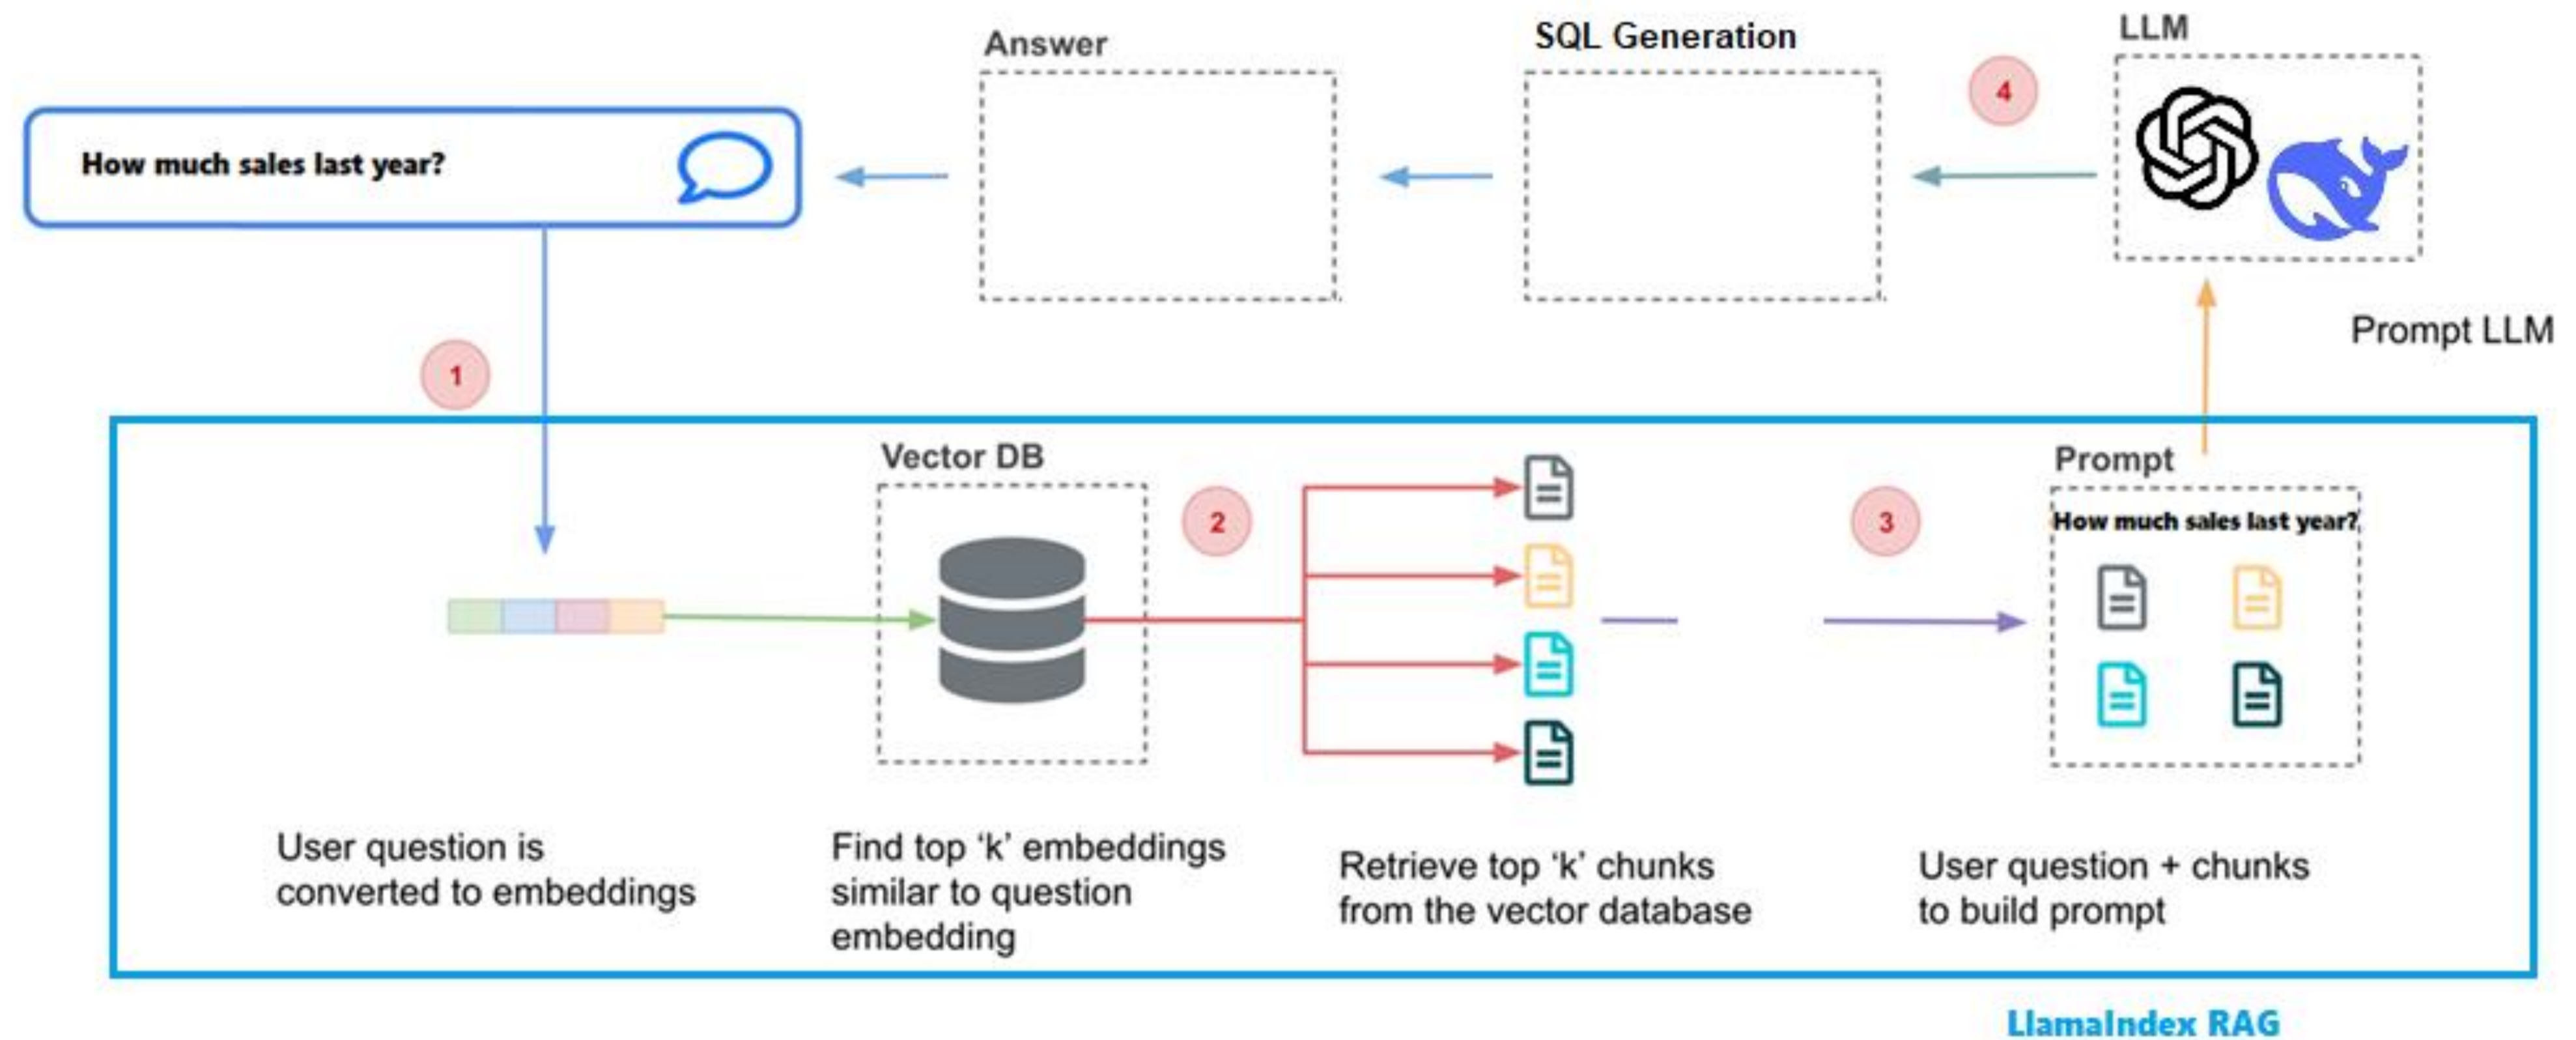 Answer
SQL Generation
LLM
4
How much sales last year?
Prompt LLM
1
Vector DB
Prompt
2
3
How much sales last year?
User question is
converted to embeddings
Find top ‘k’ embeddings
similar to question
embedding
Retrieve top ‘k’ chunks
from the vector database
User question + chunks
to build prompt
LlamaIndex RAG